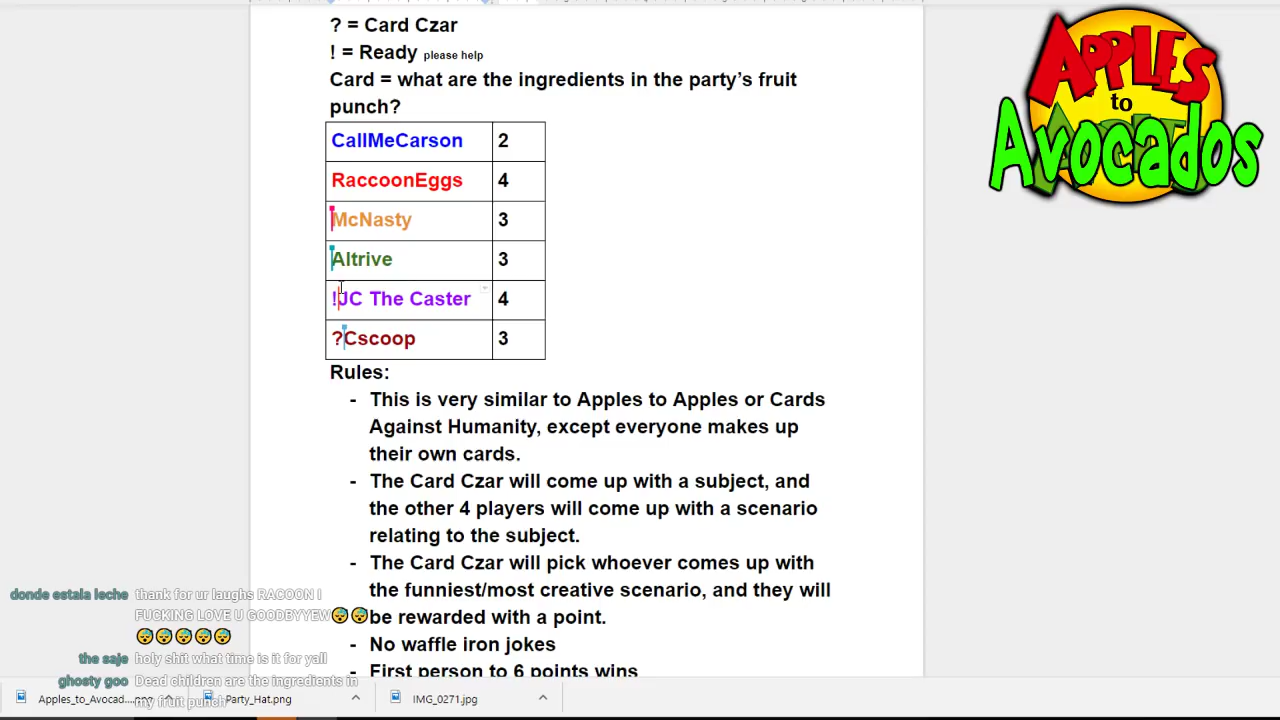 ? = Card Czar
! = Ready please help
Card = what are the ingredients in the party's fruit
punch?
CallMeCarson 2
RaccoonEggs 4
McNasty 3
Altrive 3
!JC The Caster 4
?Cscoop 3
Rules:
- This is very similar to Apples to Apples or Cards
Against Humanity, except everyone makes up
their own cards.
- The Card Czar will come up with a subject, and
the other 4 players will come up with a scenario
relating to the subject.
- The Card Czar will pick whoever comes up with
the funniest/most creative scenario, and they will
be rewarded with a point.
- No waffle iron jokes
- First person to 6 points wins
APPLES
to
Avocados
donde estala leche thank for ur laughs RACOON I
FUCKING LOVE U GOODBYYEW😴😴
😴😴😴😴😴
the saje holy shit what time is it for yall
ghosty goo Dead children are the ingredients in
my fruit punch
Apples_to_Avocad....png
Party_Hat.png
IMG_0271.jpg